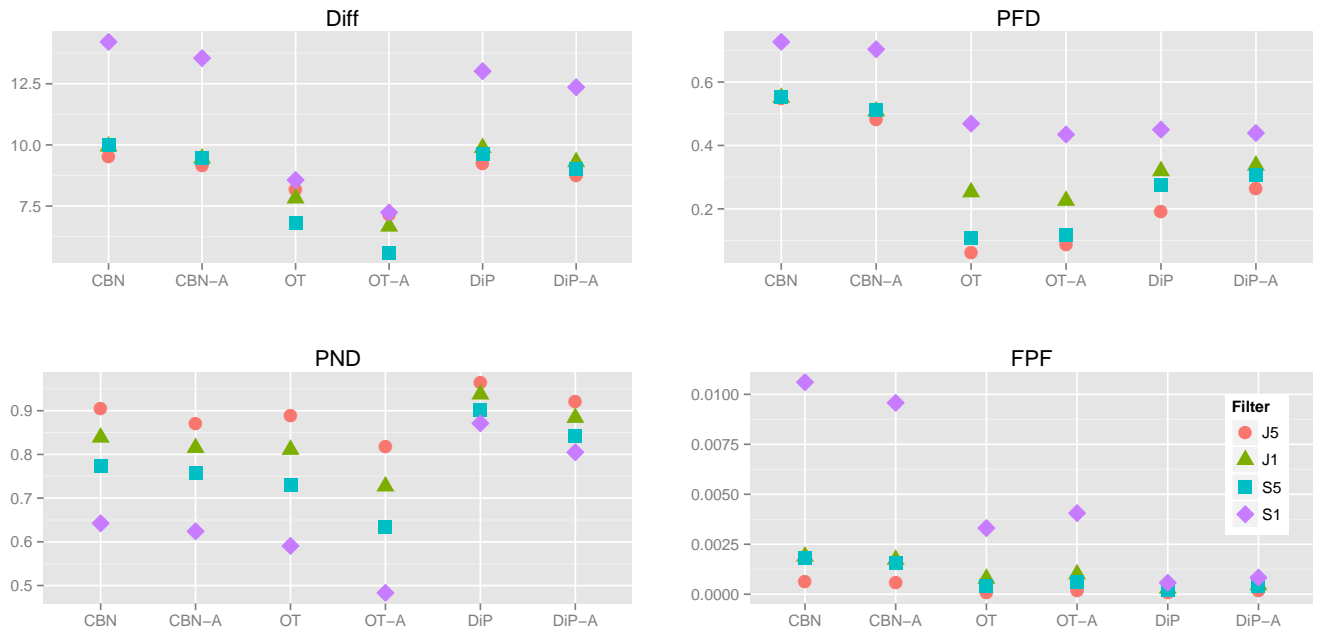 Diff
12.5
10.0
7.5
CBN CBN−A OT OT−A DiP DiP−A
PFD
0.6
0.4
0.2
CBN CBN−A OT OT−A DiP DiP−A
PND
0.9
0.8
0.7
0.6
0.5
CBN CBN−A OT OT−A DiP DiP−A
FPF
0.0100
0.0075
0.0050
0.0025
0.0000
CBN CBN−A OT OT−A DiP DiP−A
Filter
J5
J1
S5
S1